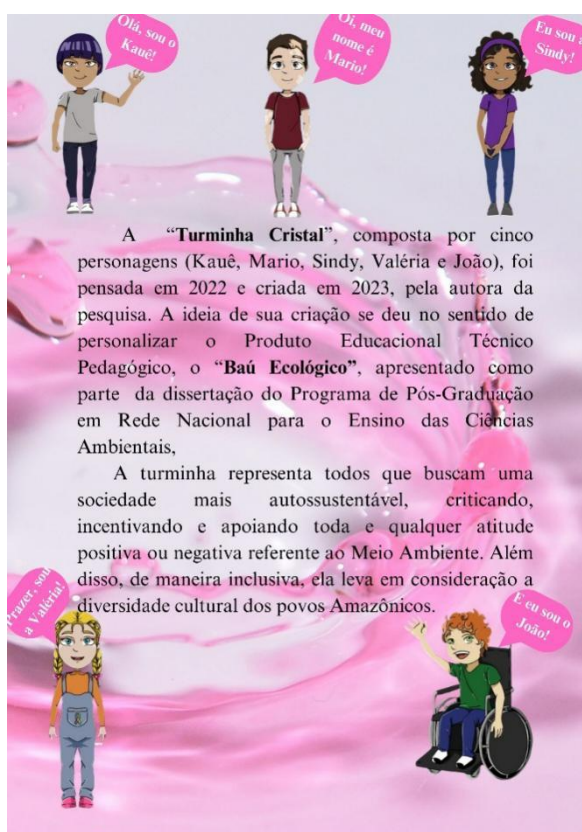 Olá, sou o
Kauê!
Oi, meu
nome é
Mario!
Eu sou a
Sindy!
A “Turminha Cristal”, composta por cinco
personagens (Kauê, Mario, Sindy, Valéria e João), foi
pensada em 2022 e criada em 2023, pela autora da
pesquisa. A ideia de sua criação se deu no sentido de
personalizar o Produto Educacional Técnico
Pedagógico, o “Baú Ecológico”, apresentado como
parte da dissertação do Programa de Pós-Graduação
em Rede Nacional para o Ensino das Ciências
Ambientais,
A turminha representa todos que buscam uma
sociedade mais autossustentável, criticando,
incentivando e apoiando toda e qualquer atitude
positiva ou negativa referente ao Meio Ambiente. Além
disso, de maneira inclusiva, ela leva em consideração a
diversidade cultural dos povos Amazônicos.
Prazer, sou
a Valéria!
E eu sou o
João!